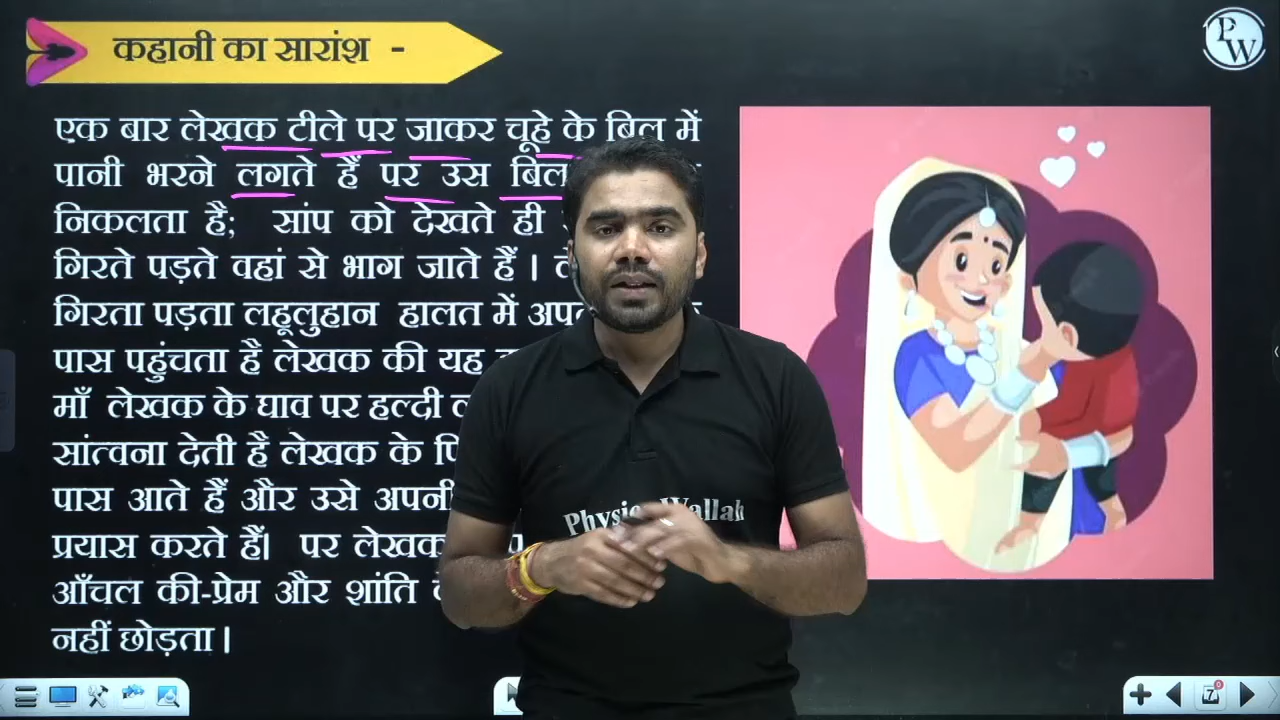 कहानी का सारांश -
PW
एक बार लेखक टीले पर जाकर चूहे के बिल में
पानी भरने लगते हैं पर उस बिल
निकलता है; सांप को देखते ही
गिरते पड़ते वहां से भाग जाते हैं ।
गिरता पड़ता लहूलुहान हालत में
पास पहुंचता है लेखक की यह
माँ लेखक के घाव पर हल्दी
सांत्वना देती है लेखक के
पास आते हैं और उसे अपनी
प्रयास करते हैं। पर लेखक
आँचल की-प्रेम और शांति
नहीं छोड़ता ।
Physics Wallah
7